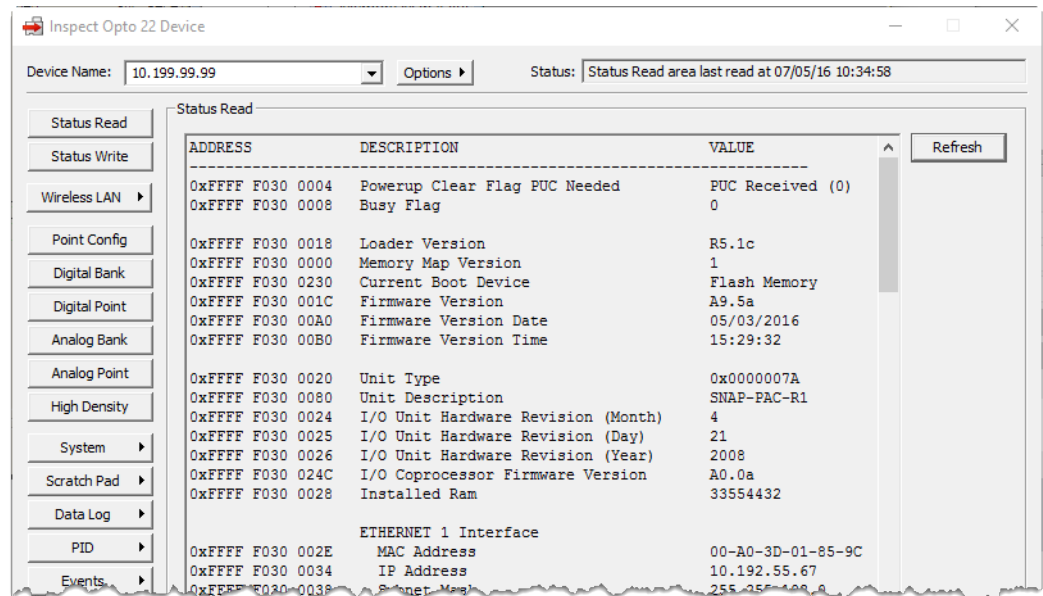 Inspect Opto 22 Device
Device Name: 10.199.99.99 Options Status: Status Read area last read at 07/05/16 10:34:58
Status Read
Status Write
Wireless LAN
Point Config
Digital Bank
Digital Point
Analog Bank
Analog Point
High Density
System
Scratch Pad
Data Log
PID
Events
Status Read
Refresh
ADDRESS DESCRIPTION VALUE
--------------------------------------------------------------------------------
0xFFFF F030 0004 Powerup Clear Flag PUC Needed PUC Received (0)
0xFFFF F030 0008 Busy Flag 0
0xFFFF F030 0018 Loader Version R5.1c
0xFFFF F030 0000 Memory Map Version 1
0xFFFF F030 0230 Current Boot Device Flash Memory
0xFFFF F030 001C Firmware Version A9.5a
0xFFFF F030 00A0 Firmware Version Date 05/03/2016
0xFFFF F030 00B0 Firmware Version Time 15:29:32
0xFFFF F030 0020 Unit Type 0x0000007A
0xFFFF F030 0080 Unit Description SNAP-PAC-R1
0xFFFF F030 0024 I/O Unit Hardware Revision (Month) 4
0xFFFF F030 0025 I/O Unit Hardware Revision (Day) 21
0xFFFF F030 0026 I/O Unit Hardware Revision (Year) 2008
0xFFFF F030 024C I/O Coprocessor Firmware Version A0.0a
0xFFFF F030 0028 Installed Ram 33554432
ETHERNET 1 Interface
0xFFFF F030 002E MAC Address 00-A0-3D-01-85-9C
0xFFFF F030 0034 IP Address 10.192.55.67
0xFFFF F030 0038 Subnet Mask